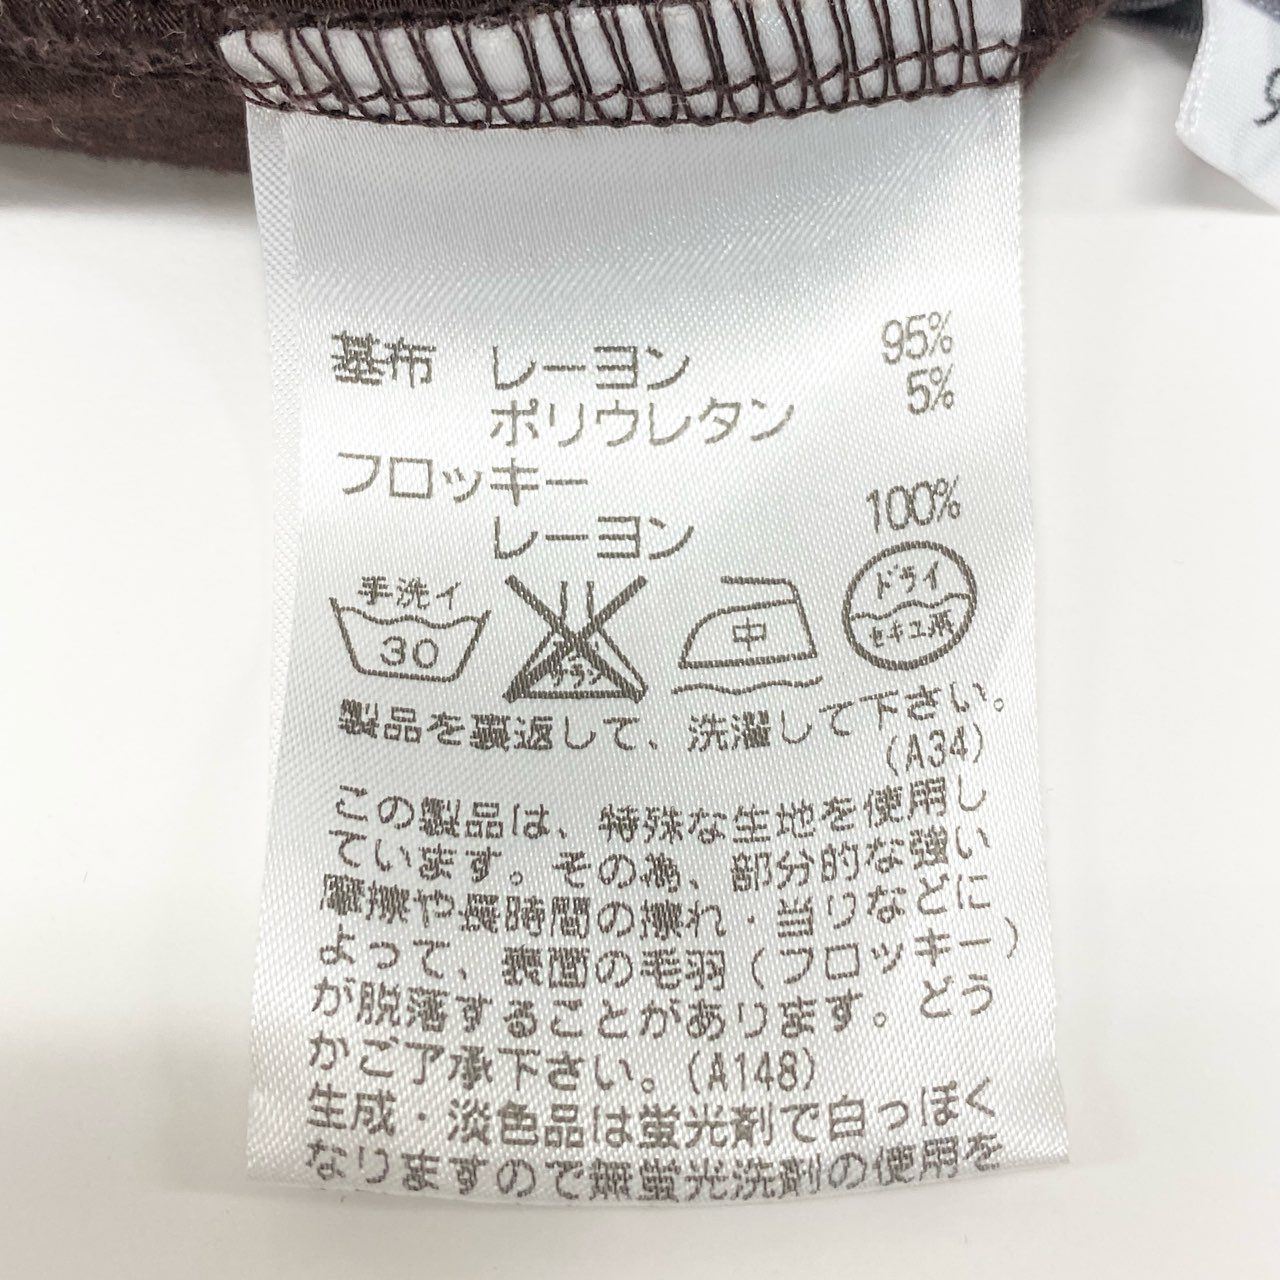 基布 レーヨン 95%
ポリウレタン 5%
フロッキー
レーヨン 100%
手洗イ ドライ
30 サラシ 中 セキユ系
製品を裏返して、洗濯して下さい。
(A34)
この製品は、特殊な生地を使用し
ています。その為、部分的な強い
摩擦や長時間の擦れ・当りなどに
よって、表面の毛羽(フロッキー)
が脱落することがあります。どう
かご了承下さい。(A148)
生成・淡色品は蛍光剤で白っぽく
なりますので無蛍光洗剤の使用を